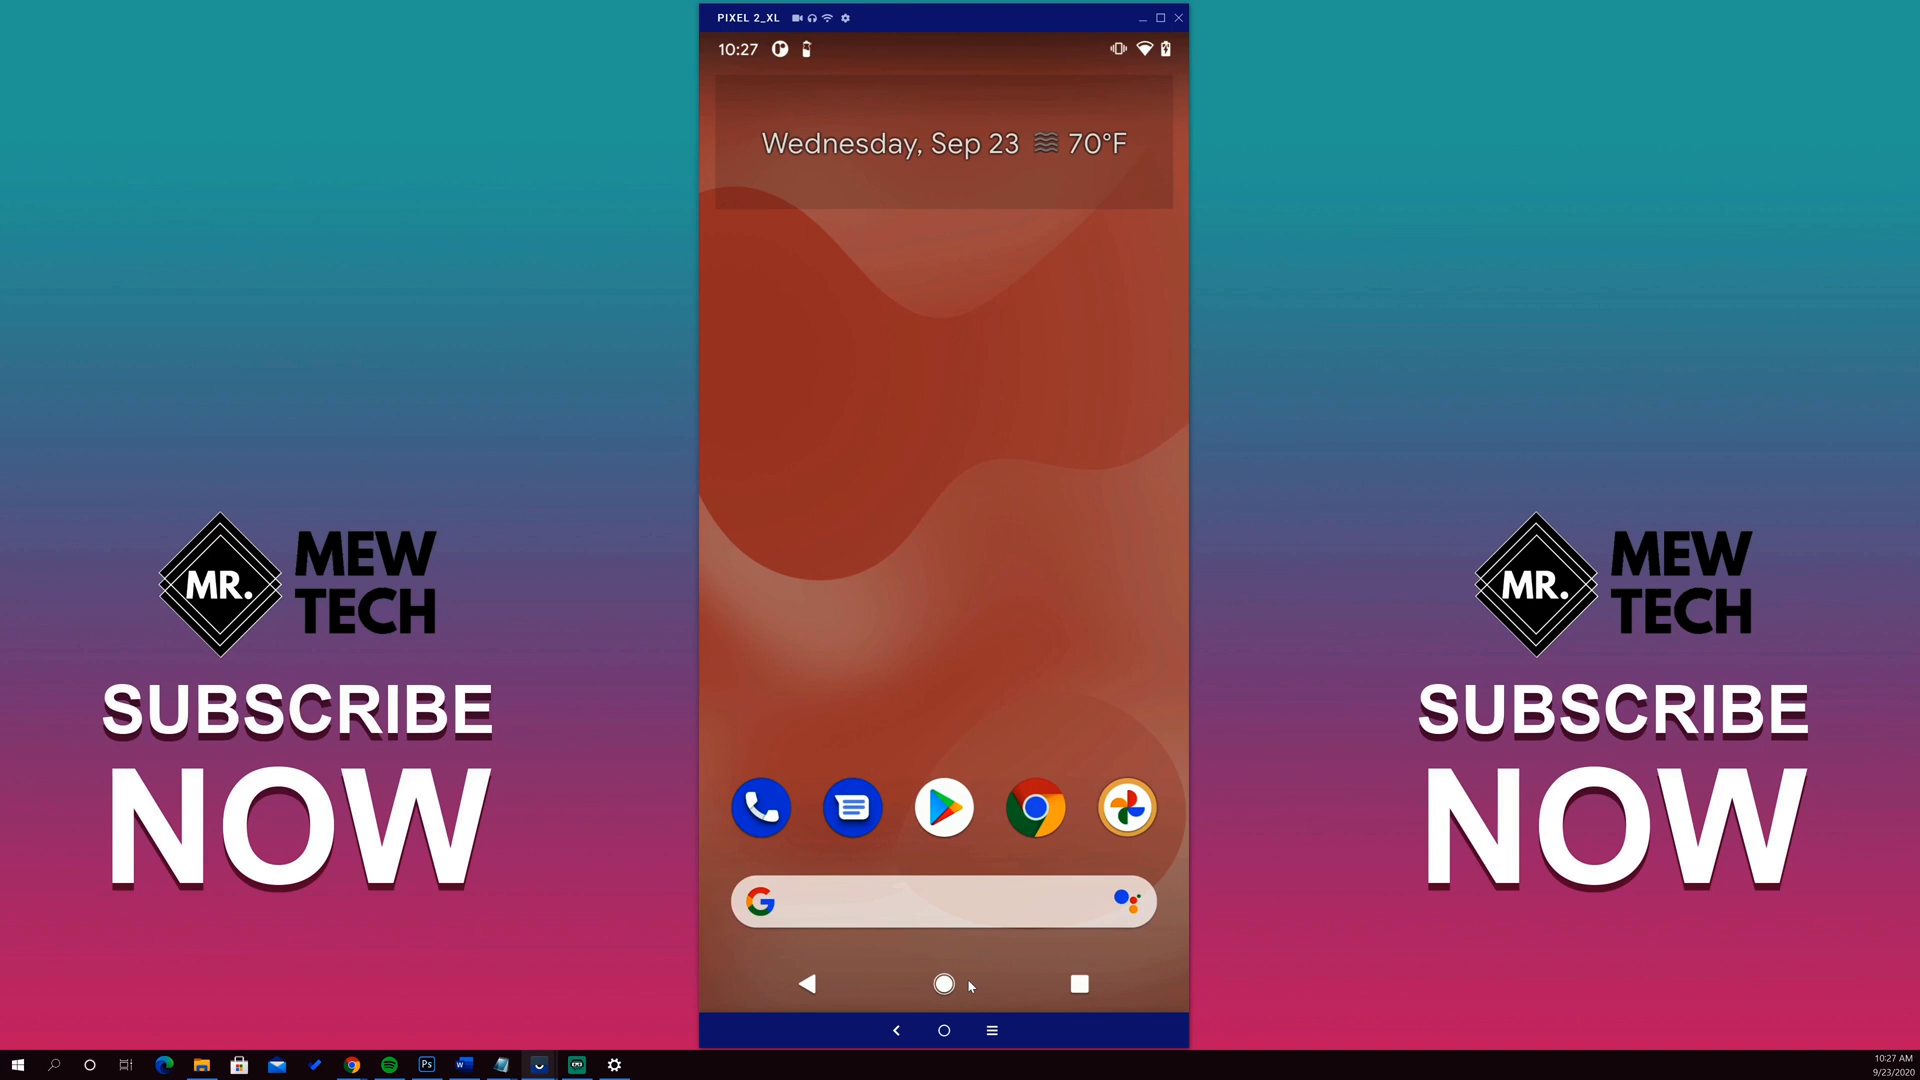 PIXEL 2_XL
10:27
Wednesday, Sep 23 70°F
MR.
MEW
TECH
SUBSCRIBE
NOW
MR.
MEW
TECH
SUBSCRIBE
NOW
G
Ps
W
10:27 AM
9/23/2020